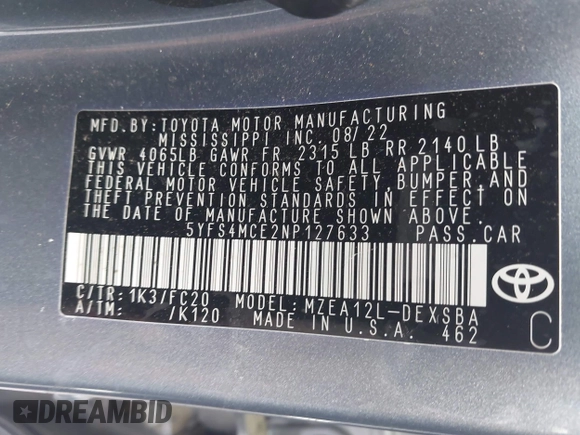 MFD.BY:TOYOTA MOTOR MANUFACTURING
MISSISSIPPI INC. 08/22
GVWR 4065LB GAWR FR 2315 LB RR 2140LB
THIS VEHICLE CONFORMS TO ALL APPLICABLE
FEDERAL MOTOR VEHICLE SAFETY, BUMPER, AND
THEFT PREVENTION STANDARDS IN EFFECT ON
THE DATE OF MANUFACTURE SHOWN ABOVE.
5YFS4MCE2NP127633 PASS.CAR
C/TR: 1K3/FC20 MODEL: MZEA12L-DEXSBA
A/TM: /K120 MADE IN U.S.A. 462
C
TOYOTA
DREAMBID